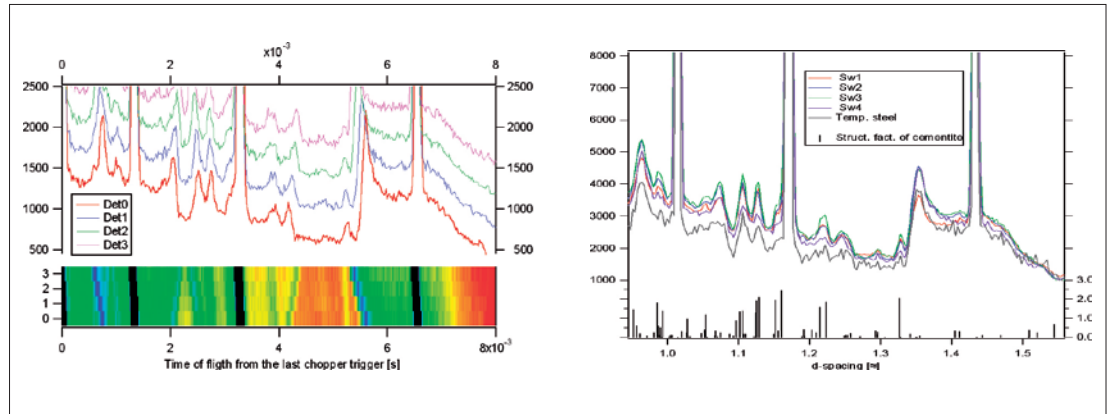 x10⁻³
0 2 4 6 8
2500 2500
2000 2000
1500 1500
1000 1000
500 500
Det0
Det1
Det2
Det3
3
2
1
0
0 2 4 6 8x10⁻³
Time of fligth from the last chopper trigger [s]
8000
7000
6000
5000
4000
3000
2000
1000
Sw1
Sw2
Sw3
Sw4
Temp. steel
Struct. fact. of cementite
3.0
2.0
1.0
0.0
1.0 1.1 1.2 1.3 1.4 1.5
d-spacing